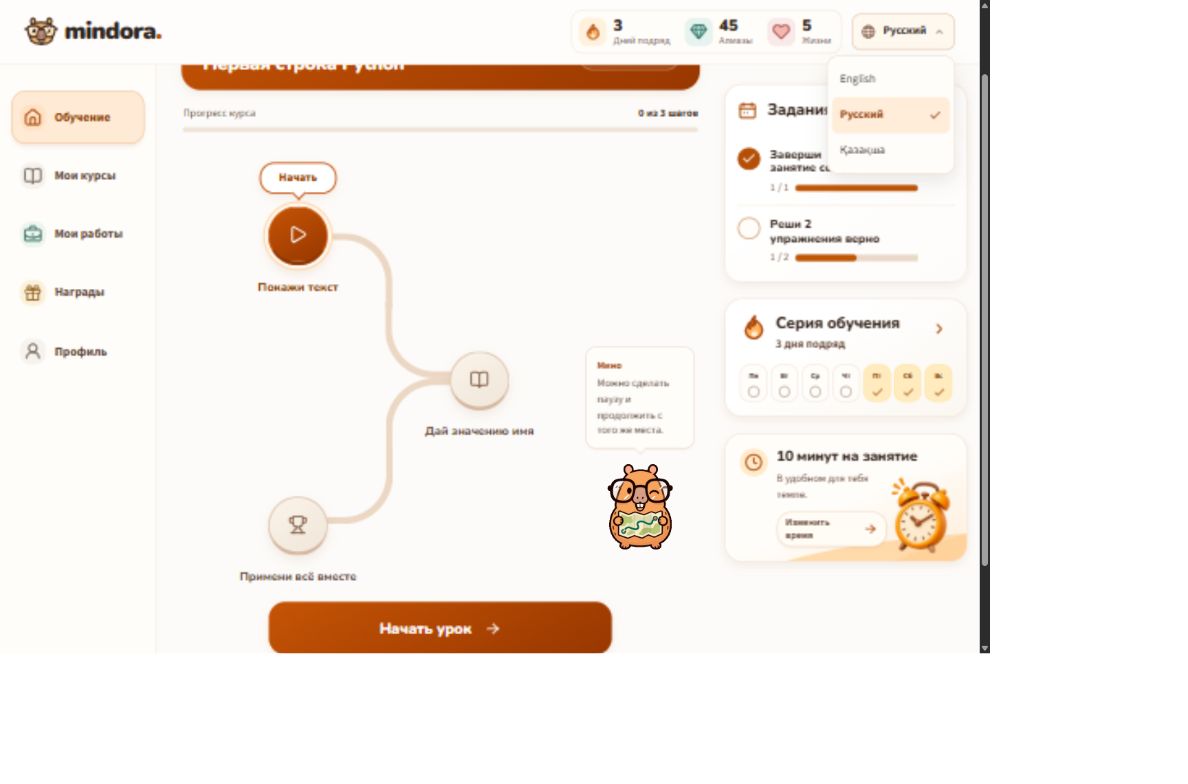 mindora.
3
Дней подряд
45
Алмазы
5
Жизни
Русский
English
Русский
Қазақша
Обучение
Мои курсы
Мои работы
Награды
Профиль
Первая строка Python
Прогресс курса
0 из 3 шагов
Начать
Покажи текст
Дай значению имя
Примени всё вместе
Мино
Можно сделать
паузу и
продолжить с
того же места.
Начать урок
Задания
Заверши
занятие
1 / 1
Реши 2
упражнения верно
1 / 2
Серия обучения
3 дня подряд
Пн
Вт
Ср
Чт
Пт
Сб
Вс
10 минут на занятие
В удобном для тебя
темпе.
Изменить
время